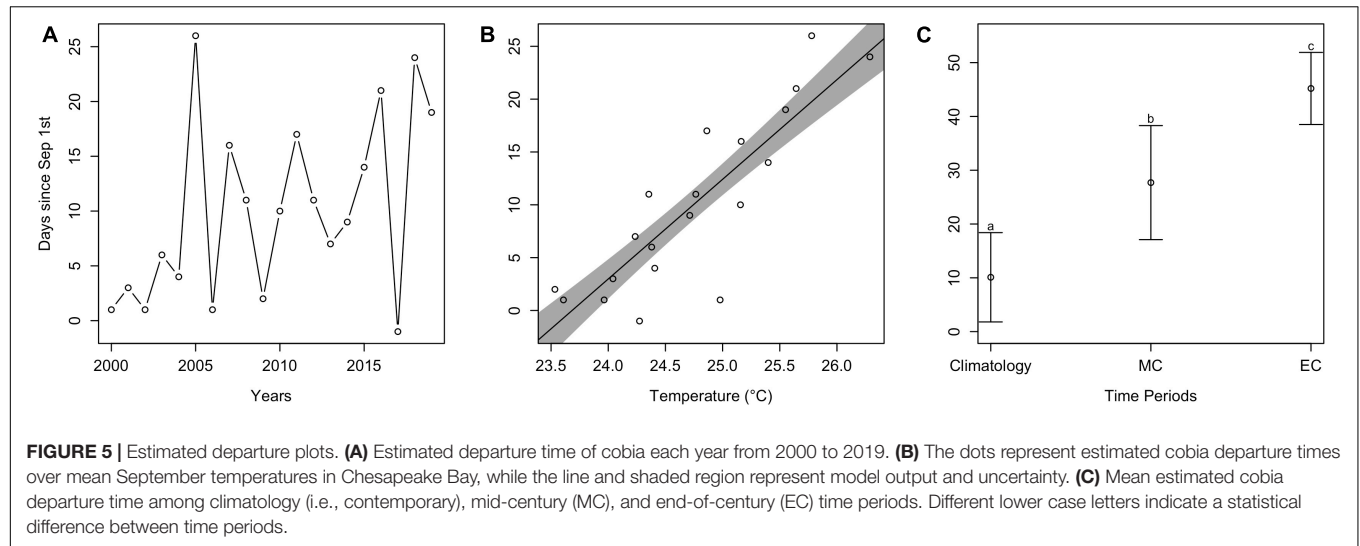 A
B
C
Days since Sep 1st
25
20
15
10
5
0
2000
2005
2010
2015
Years
25
20
15
10
5
0
23.5
24.0
24.5
25.0
25.5
26.0
Temperature (°C)
50
40
30
20
10
0
a
b
c
Climatology
MC
EC
Time Periods
FIGURE 5 | Estimated departure plots. (A) Estimated departure time of cobia each year from 2000 to 2019. (B) The dots represent estimated cobia departure times
over mean September temperatures in Chesapeake Bay, while the line and shaded region represent model output and uncertainty. (C) Mean estimated cobia
departure time among climatology (i.e., contemporary), mid-century (MC), and end-of-century (EC) time periods. Different lower case letters indicate a statistical
difference between time periods.